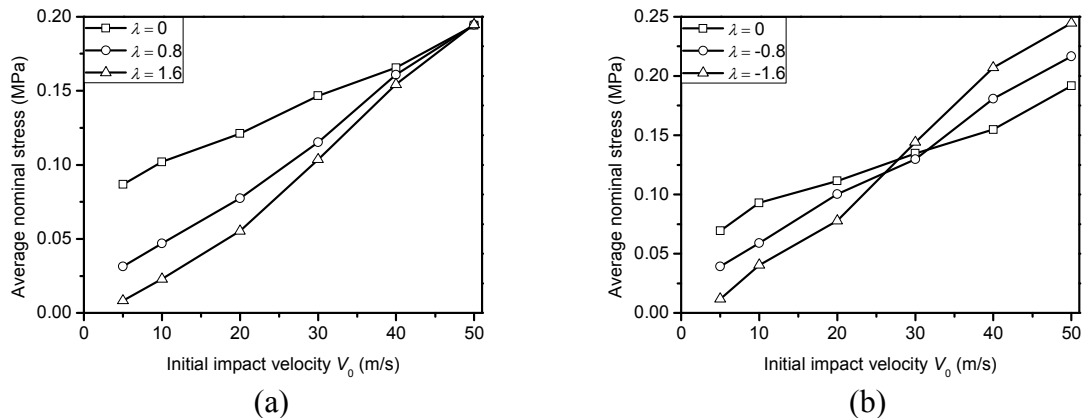 0.20
0.15
0.10
0.05
0.00
Average nominal stress (MPa)
λ = 0
λ = 0.8
λ = 1.6
0 10 20 30 40 50
Initial impact velocity V₀ (m/s)
(a)
0.25
0.20
0.15
0.10
0.05
0.00
Average nominal stress (MPa)
λ = 0
λ = -0.8
λ = -1.6
0 10 20 30 40 50
Initial impact velocity V₀ (m/s)
(b)